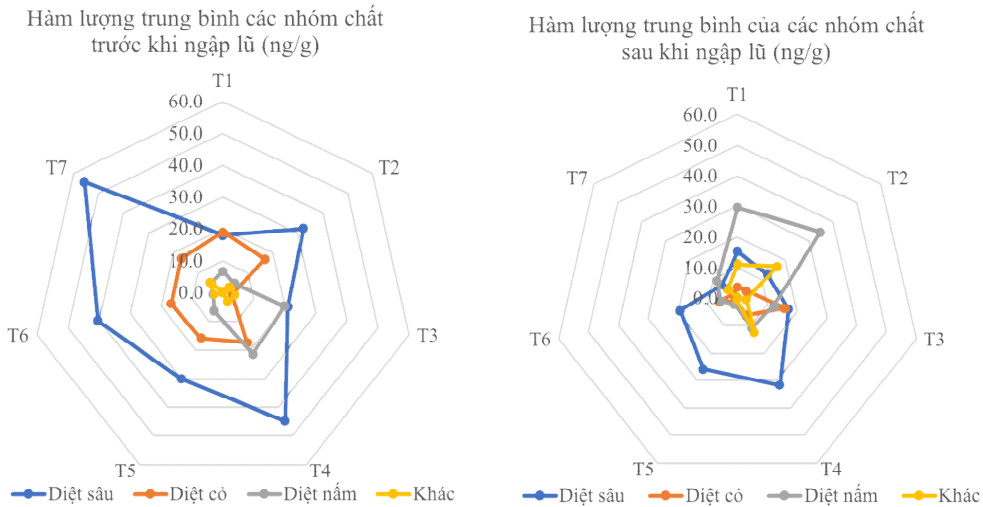 Hàm lượng trung bình các nhóm chất
trước khi ngập lũ (ng/g)
T1
60.0
50.0
40.0
30.0
20.0
10.0
0.0
T2
T3
T4
T5
T6
T7
Diệt sâu
Diệt cỏ
Diệt nấm
Khác
Hàm lượng trung bình của các nhóm chất
sau khi ngập lũ (ng/g)
T1
60.0
50.0
40.0
30.0
20.0
10.0
0.0
T2
T3
T4
T5
T6
T7
Diệt sâu
Diệt cỏ
Diệt nấm
Khác